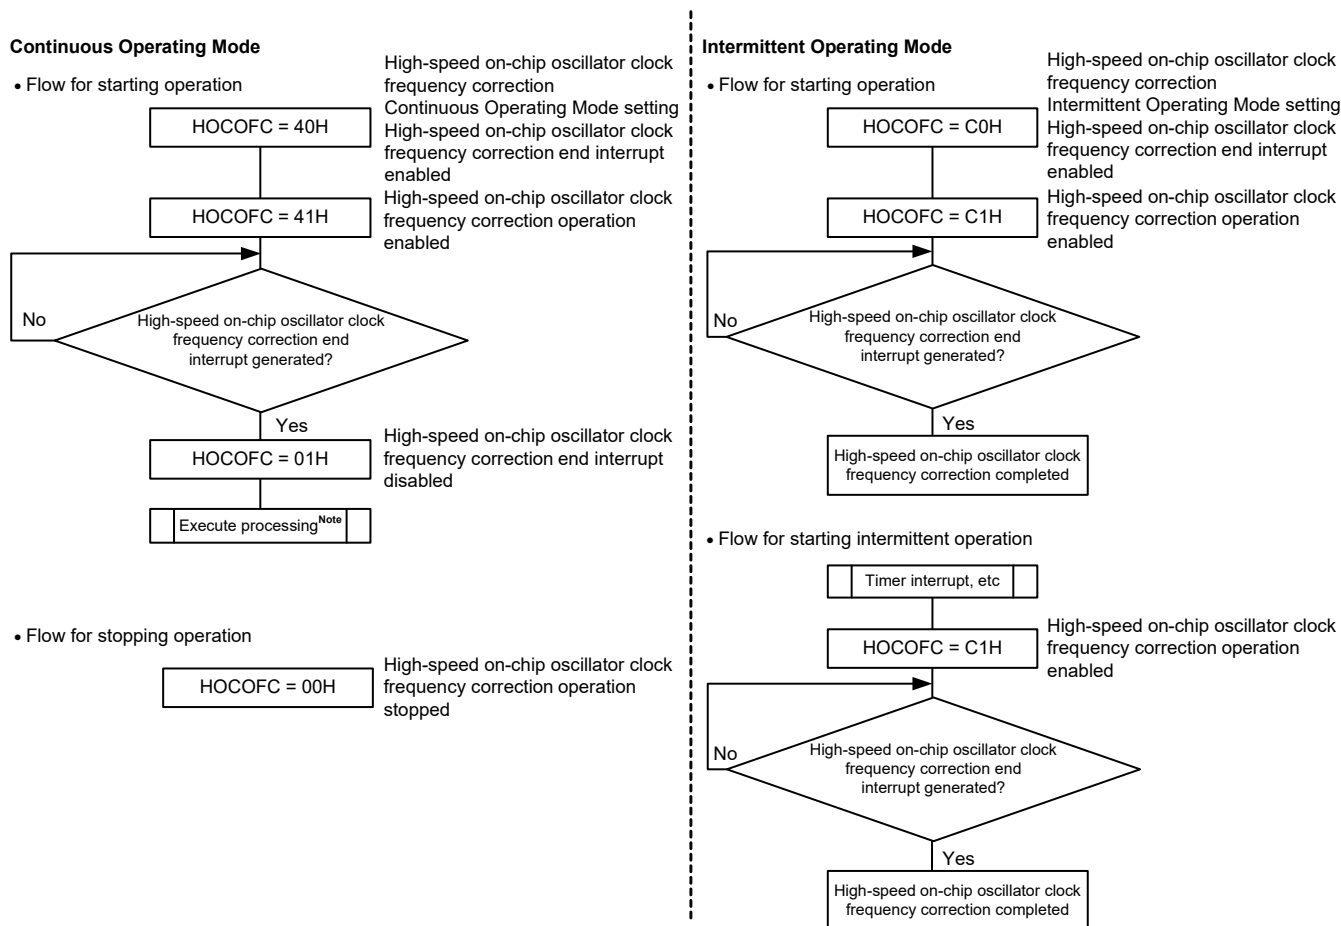 Continuous Operating Mode
• Flow for starting operation
HOCOFC = 40H
High-speed on-chip oscillator clock
frequency correction
Continuous Operating Mode setting
High-speed on-chip oscillator clock
frequency correction end interrupt
enabled
HOCOFC = 41H
High-speed on-chip oscillator clock
frequency correction operation
enabled
No
High-speed on-chip oscillator clock
frequency correction end
interrupt generated?
Yes
HOCOFC = 01H
High-speed on-chip oscillator clock
frequency correction end interrupt
disabled
Execute processingNote
• Flow for stopping operation
HOCOFC = 00H
High-speed on-chip oscillator clock
frequency correction operation
stopped
Intermittent Operating Mode
• Flow for starting operation
HOCOFC = C0H
High-speed on-chip oscillator clock
frequency correction
Intermittent Operating Mode setting
High-speed on-chip oscillator clock
frequency correction end interrupt
enabled
HOCOFC = C1H
High-speed on-chip oscillator clock
frequency correction operation
enabled
No
High-speed on-chip oscillator clock
frequency correction end
interrupt generated?
Yes
High-speed on-chip oscillator clock
frequency correction completed
• Flow for starting intermittent operation
Timer interrupt, etc
HOCOFC = C1H
High-speed on-chip oscillator clock
frequency correction operation
enabled
No
High-speed on-chip oscillator clock
frequency correction end
interrupt generated?
Yes
High-speed on-chip oscillator clock
frequency correction completed